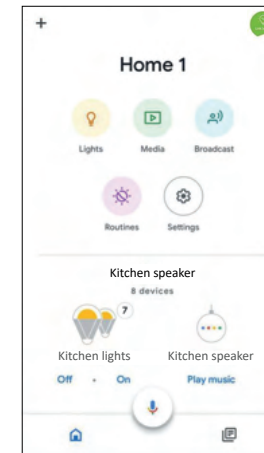 +
Home 1
Lights Media Broadcast
Routines Settings
Kitchen speaker
8 devices
7
Kitchen lights Kitchen speaker
Off • On Play music